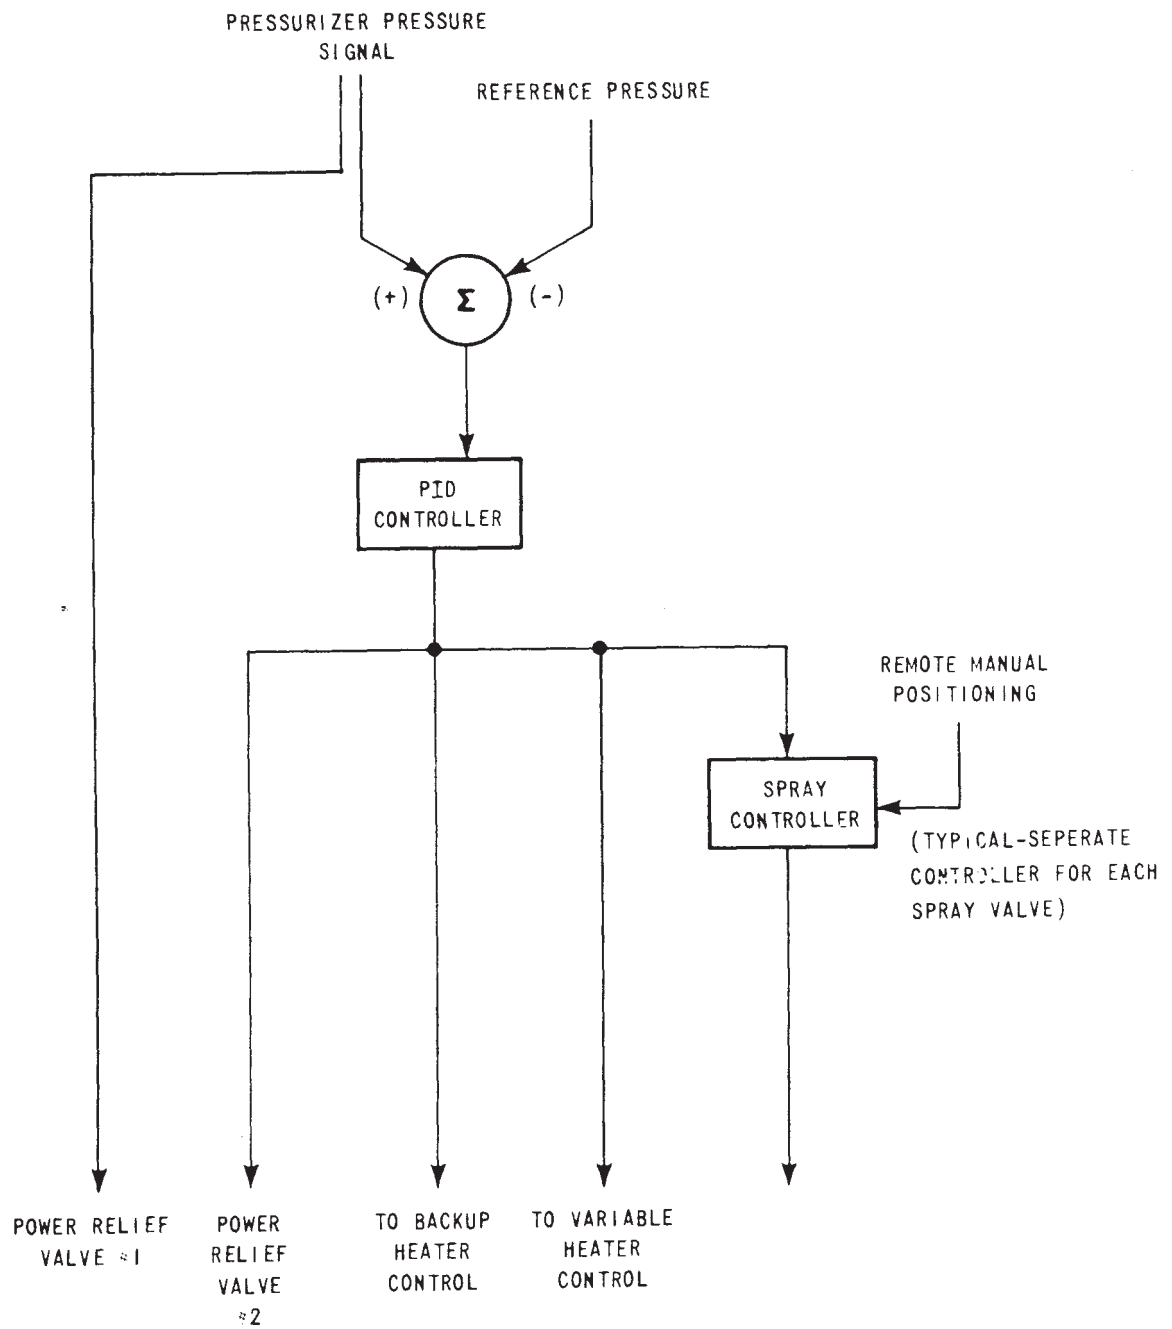 PRESSURIZER PRESSURE
SIGNAL
REFERENCE PRESSURE
(+)
Σ
(-)
PID
CONTROLLER
REMOTE MANUAL
POSITIONING
SPRAY
CONTROLLER
(TYPICAL-SEPERATE
CONTROLLER FOR EACH
SPRAY VALVE)
POWER RELIEF
VALVE #1
POWER
RELIEF
VALVE
#2
TO BACKUP
HEATER
CONTROL
TO VARIABLE
HEATER
CONTROL